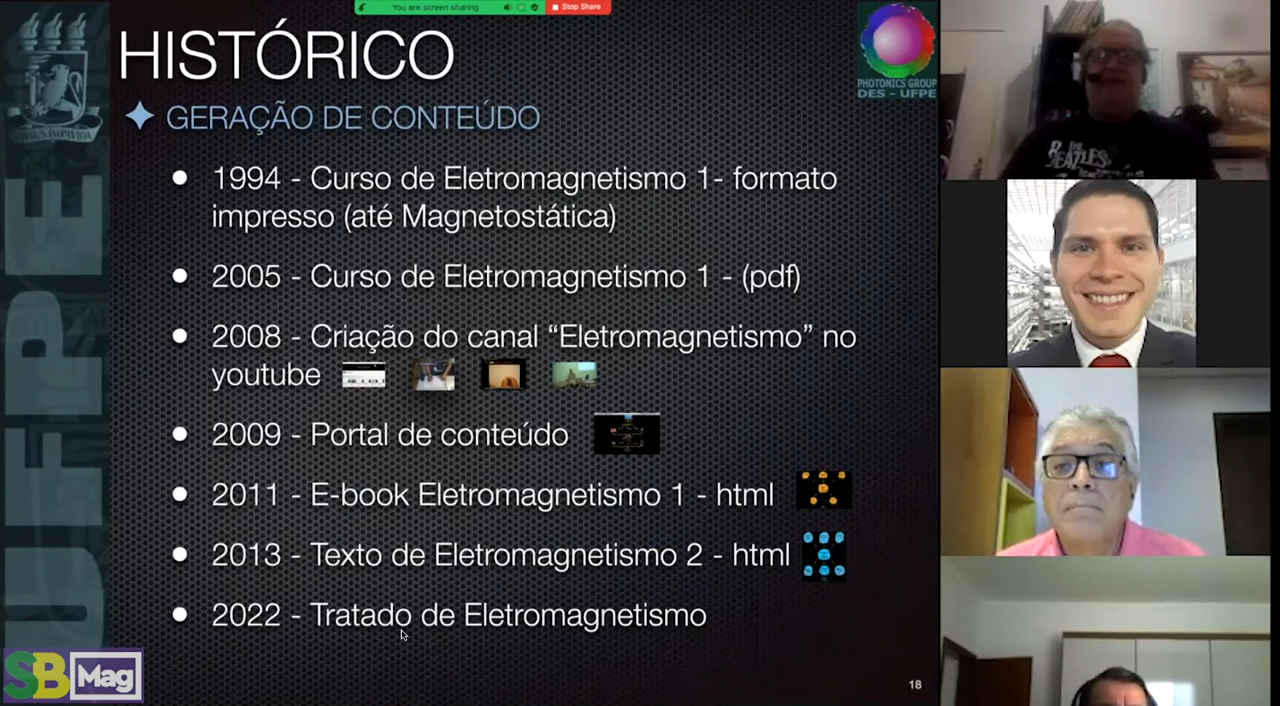 You are screen sharing
Stop Share
HISTÓRICO
PHOTONICS GROUP
DES - UFPE
GERAÇÃO DE CONTEÚDO
1994 - Curso de Eletromagnetismo 1- formato
impresso (até Magnetostática)
2005 - Curso de Eletromagnetismo 1 - (pdf)
2008 - Criação do canal “Eletromagnetismo” no
youtube
2009 - Portal de conteúdo
2011 - E-book Eletromagnetismo 1 - html
2013 - Texto de Eletromagnetismo 2 - html
2022 - Tratado de Eletromagnetismo
18
UFPE
SBMag
THE
BEATLES